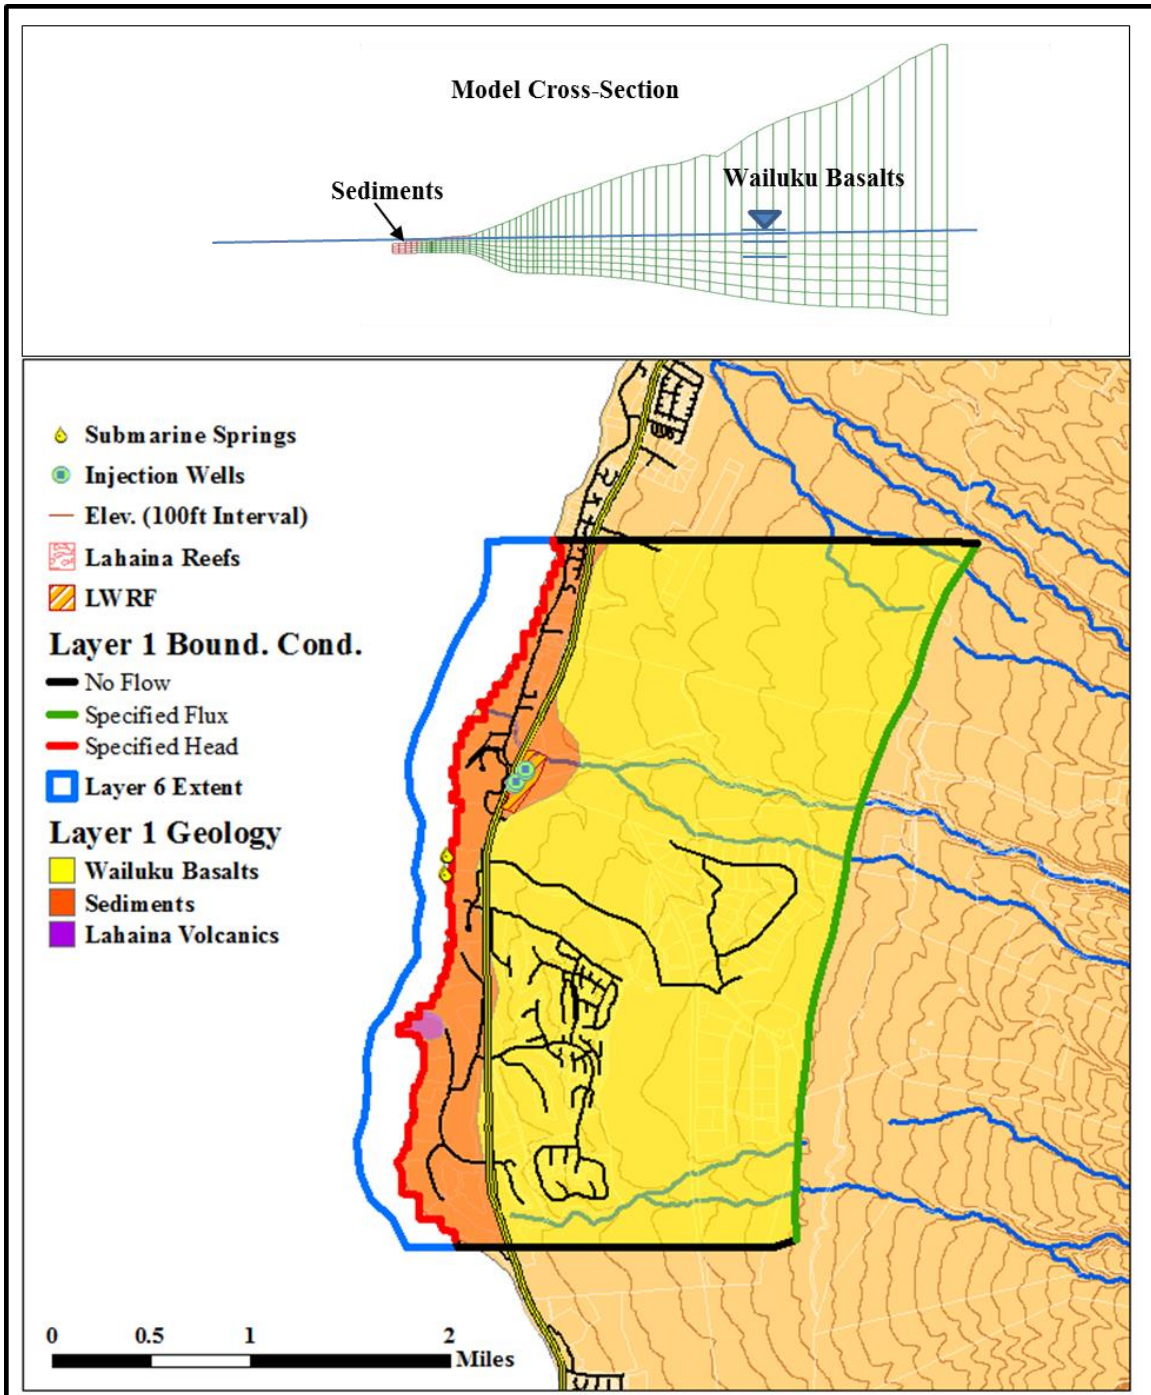 Model Cross-Section
Wailuku Basalts
Sediments
Submarine Springs
Injection Wells
Elev. (100ft Interval)
Lahaina Reefs
LWRF
Layer 1 Bound. Cond.
No Flow
Specified Flux
Specified Head
Layer 6 Extent
Layer 1 Geology
Wailuku Basalts
Sediments
Lahaina Volcanics
0 0.5 1 2
Miles